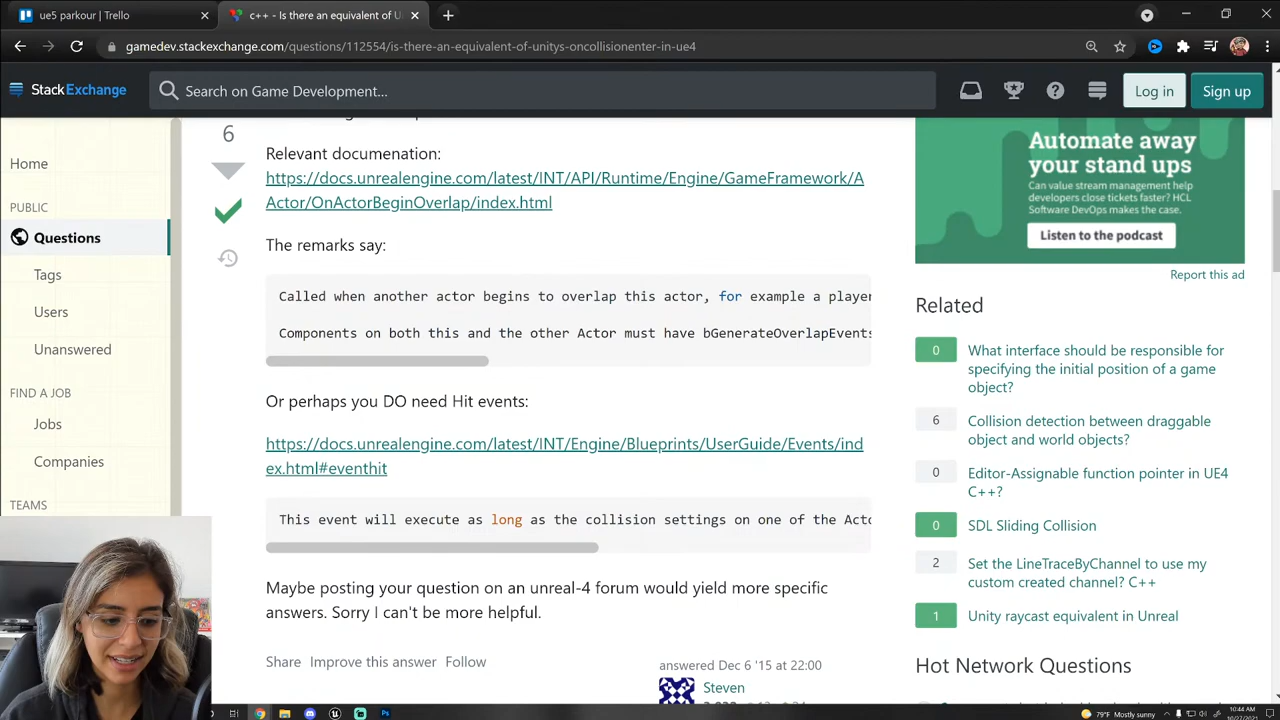 ue5 parkour | Trello
c++ - Is there an equivalent of U
gamedev.stackexchange.com/questions/112554/is-there-an-equivalent-of-unitys-oncollisionenter-in-ue4
StackExchange
Search on Game Development...
Log in
Sign up
Home
PUBLIC
Questions
Tags
Users
Unanswered
FIND A JOB
Jobs
Companies
TEAMS
6
Relevant documenation:
https://docs.unrealengine.com/latest/INT/API/Runtime/Engine/GameFramework/A
Actor/OnActorBeginOverlap/index.html
The remarks say:
Called when another actor begins to overlap this actor, for example a player
Components on both this and the other Actor must have bGenerateOverlapEvents
Or perhaps you DO need Hit events:
https://docs.unrealengine.com/latest/INT/Engine/Blueprints/UserGuide/Events/ind
ex.html#eventhit
This event will execute as long as the collision settings on one of the Acto
Maybe posting your question on an unreal-4 forum would yield more specific
answers. Sorry I can't be more helpful.
Share Improve this answer Follow
answered Dec 6 '15 at 22:00
Steven
Automate away
your stand ups
Can value stream management help
developers close tickets faster? HCL
Software DevOps makes the case.
Listen to the podcast
Report this ad
Related
0 What interface should be responsible for
specifying the initial position of a game
object?
6 Collision detection between draggable
object and world objects?
0 Editor-Assignable function pointer in UE4
C++?
0 SDL Sliding Collision
2 Set the LineTraceByChannel to use my
custom created channel? C++
1 Unity raycast equivalent in Unreal
Hot Network Questions
79°F Mostly sunny
10:44 AM
10/27/2021